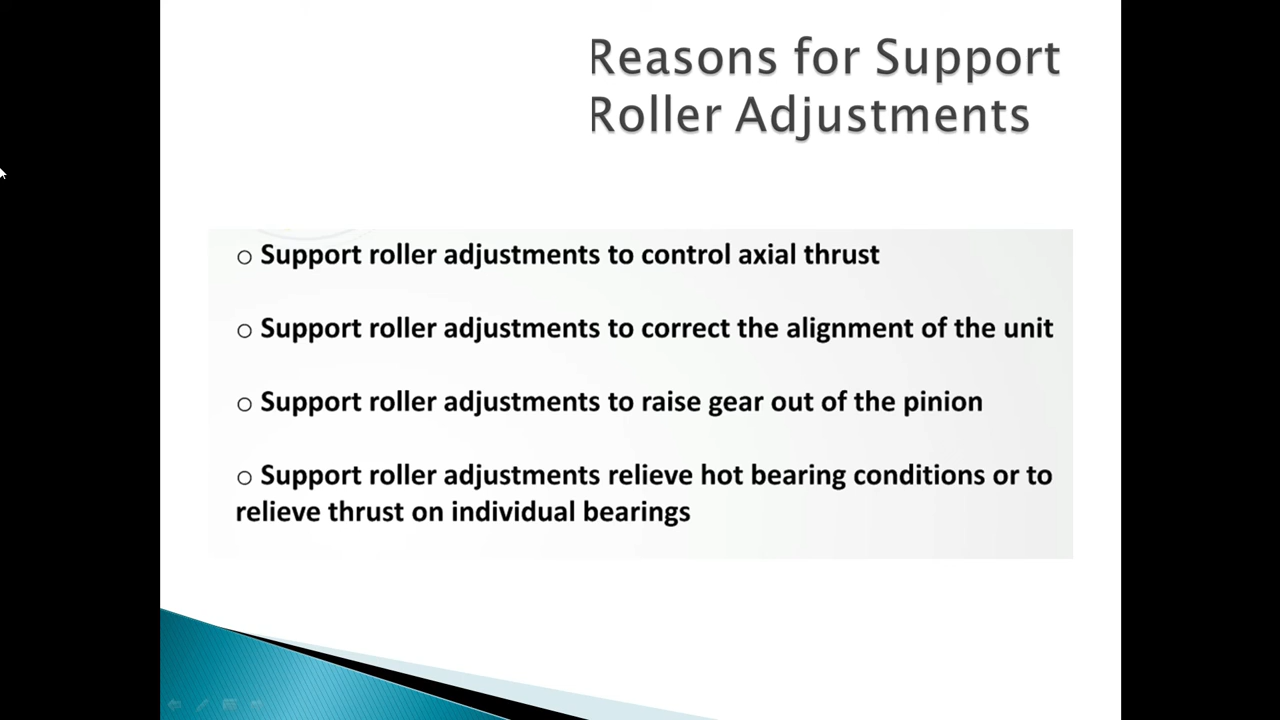 Reasons for Support
Roller Adjustments
○ Support roller adjustments to control axial thrust
○ Support roller adjustments to correct the alignment of the unit
○ Support roller adjustments to raise gear out of the pinion
○ Support roller adjustments relieve hot bearing conditions or to
relieve thrust on individual bearings